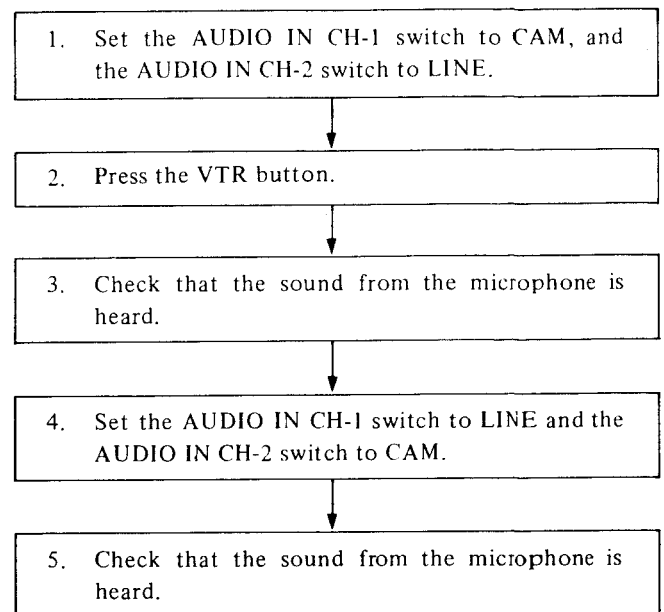 1. Set the AUDIO IN CH-1 switch to CAM, and
the AUDIO IN CH-2 switch to LINE.
2. Press the VTR button.
3. Check that the sound from the microphone is
heard.
4. Set the AUDIO IN CH-1 switch to LINE and the
AUDIO IN CH-2 switch to CAM.
5. Check that the sound from the microphone is
heard.